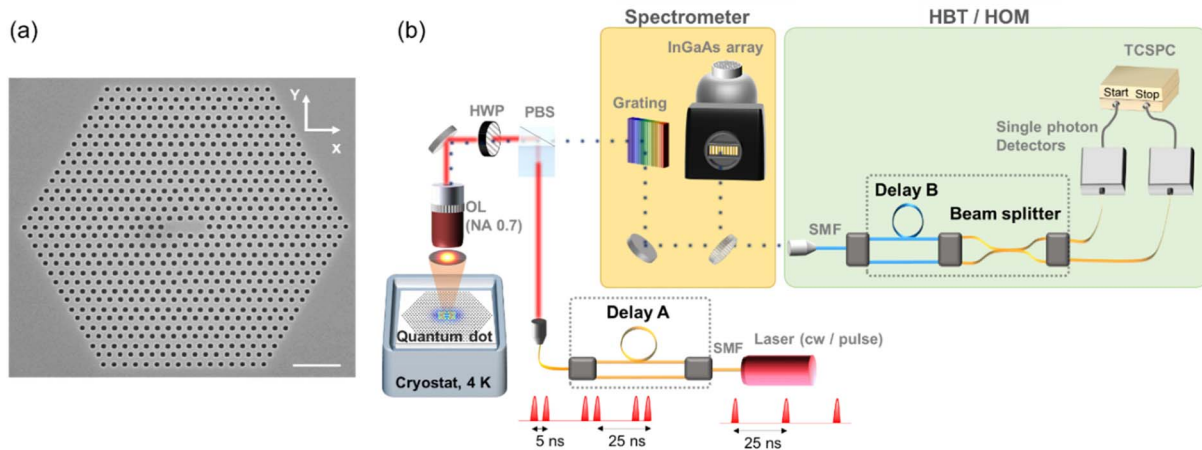 (a)
Y
x
(b)
Spectrometer
HBT / HOM
InGaAs array
TCSPC
Start Stop
Grating
HWP
PBS
Single photon
Detectors
OL
(NA 0.7)
Delay B
Beam splitter
SMF
Quantum dot
Cryostat, 4 K
Delay A
SMF
Laser (cw / pulse)
5 ns
25 ns
25 ns